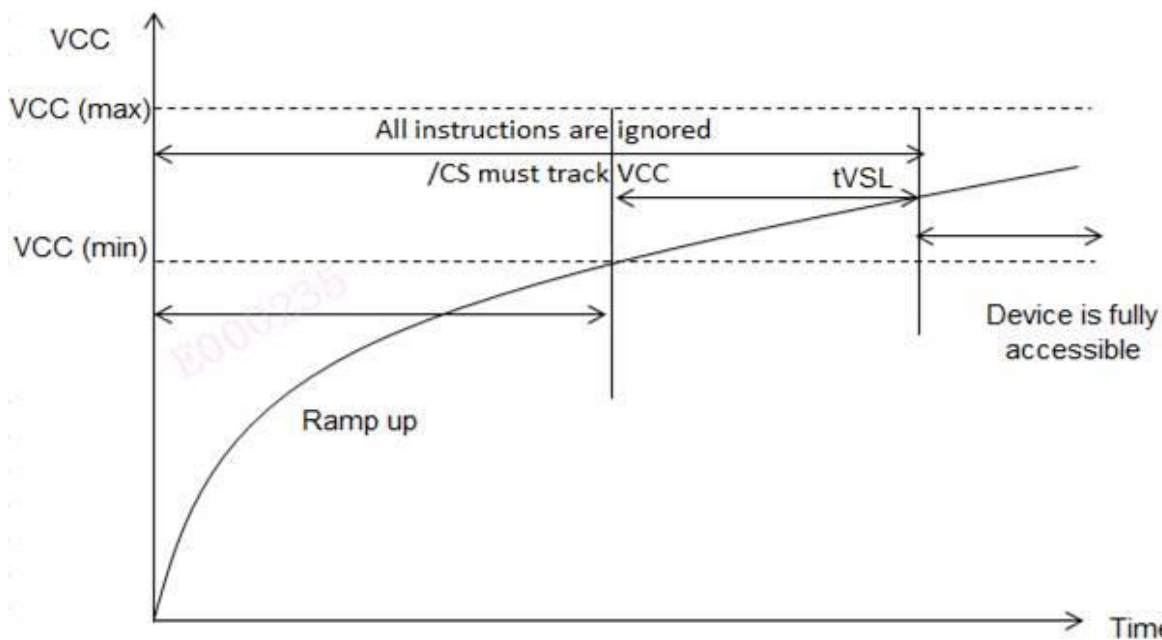 VCC
VCC (max)
All instructions are ignored
/CS must track VCC
tVSL
VCC (min)
E000235
Device is fully
accessible
Ramp up
Time